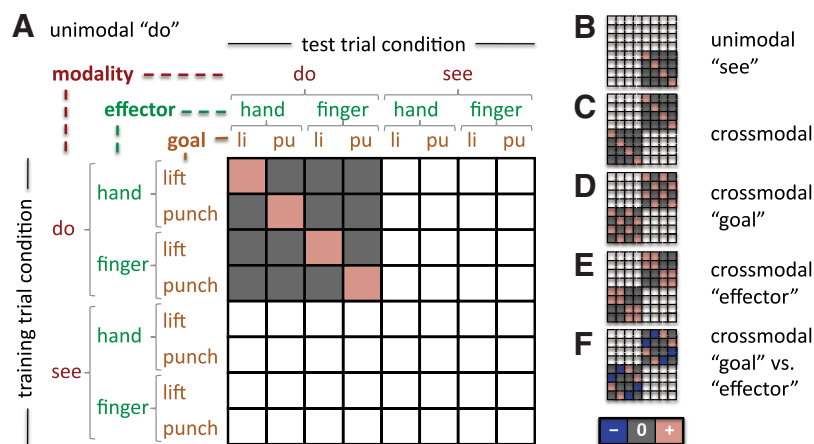 A unimodal “do”
test trial condition
modality
do see
effector
hand finger hand finger
goal
li pu li pu li pu li pu
training trial condition
do
hand
lift
punch
finger
lift
punch
see
hand
lift
punch
finger
lift
punch
B
unimodal
“see”
C
crossmodal
D
crossmodal
“goal”
E
crossmodal
“effector”
F
crossmodal
“goal” vs.
“effector”
– 0 +